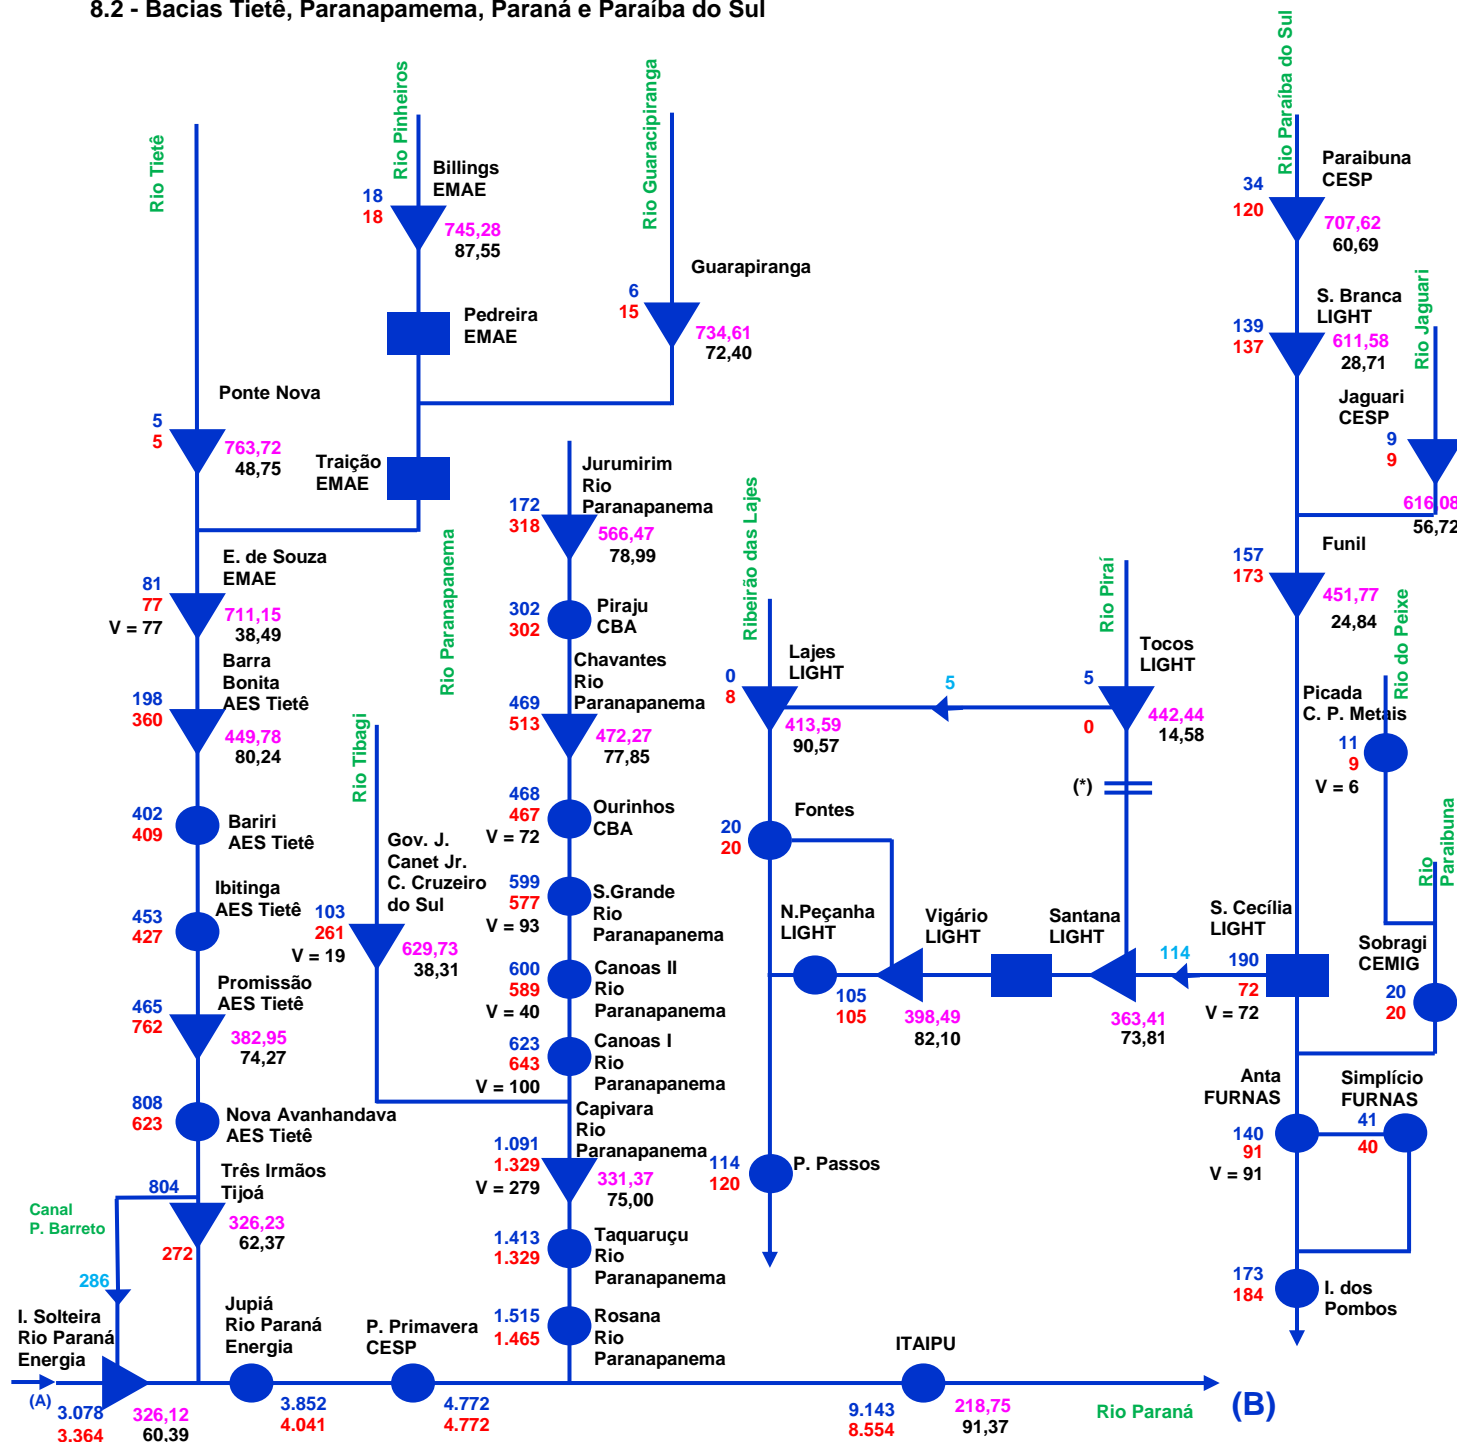 8.2 - Bacias Tietê, Paranapamema, Paraná e Paraíba do Sul
Rio Tietê
Rio Pinheiros
Rio Guaracipiranga
Rio Paraíba do Sul
Billings
EMAE
18
18
745,28
87,55
Pedreira
EMAE
Guarapiranga
6
15
734,61
72,40
Paraibuna
CESP
34
120
707,62
60,69
S. Branca
LIGHT
139
137
611,58
28,71
Rio Jaguari
Jaguari
CESP
9
9
616,08
56,72
Ponte Nova
5
5
763,72
48,75
Traição
EMAE
Rio Paranapanema
Jurumirim
Rio
Paranapanema
172
318
566,47
78,99
Ribeirão das Lajes
Rio Piraí
Funil
157
173
451,77
24,84
Rio do Peixe
E. de Souza
EMAE
81
77
V = 77
711,15
38,49
Piraju
CBA
302
302
Barra
Bonita
AES Tietê
198
360
449,78
80,24
Chavantes
Rio
Paranapanema
469
513
472,27
77,85
Lajes
LIGHT
0
8
413,59
90,57
5
Tocos
LIGHT
5
0
442,44
14,58
(*)
Picada
C. P. Metais
11
9
V = 6
Rio
Paraibuna
Rio Tibagi
Bariri
AES Tietê
402
409
Ourinhos
CBA
468
467
V = 72
Fontes
20
20
Gov. J.
Canet Jr.
C. Cruzeiro
do Sul
103
261
V = 19
629,73
38,31
Ibitinga
AES Tietê
453
427
S.Grande
Rio
Paranapanema
599
577
V = 93
N.Peçanha
LIGHT
105
105
Vigário
LIGHT
398,49
82,10
Santana
LIGHT
363,41
73,81
114
S. Cecília
LIGHT
190
72
V = 72
Sobragi
CEMIG
20
20
Promissão
AES Tietê
465
762
382,95
74,27
Canoas II
Rio
Paranapanema
600
589
V = 40
Canoas I
Rio
Paranapanema
623
643
V = 100
Nova Avanhandava
AES Tietê
808
623
Capivara
Rio
Paranapanema
1.091
1.329
V = 279
331,37
75,00
P. Passos
114
120
Anta
FURNAS
140
91
V = 91
Simplício
FURNAS
41
40
Três Irmãos
Tijoá
804
272
326,23
62,37
Canal
P. Barreto
286
Taquaruçu
Rio
Paranapanema
1.413
1.329
I. dos
Pombos
173
184
I. Solteira
Rio Paraná
Energia
(A)
3.078
3.364
326,12
60,39
Jupiá
Rio Paraná
Energia
3.852
4.041
P. Primavera
CESP
4.772
4.772
Rosana
Rio
Paranapanema
1.515
1.465
ITAIPU
9.143
8.554
218,75
91,37
Rio Paraná
(B)